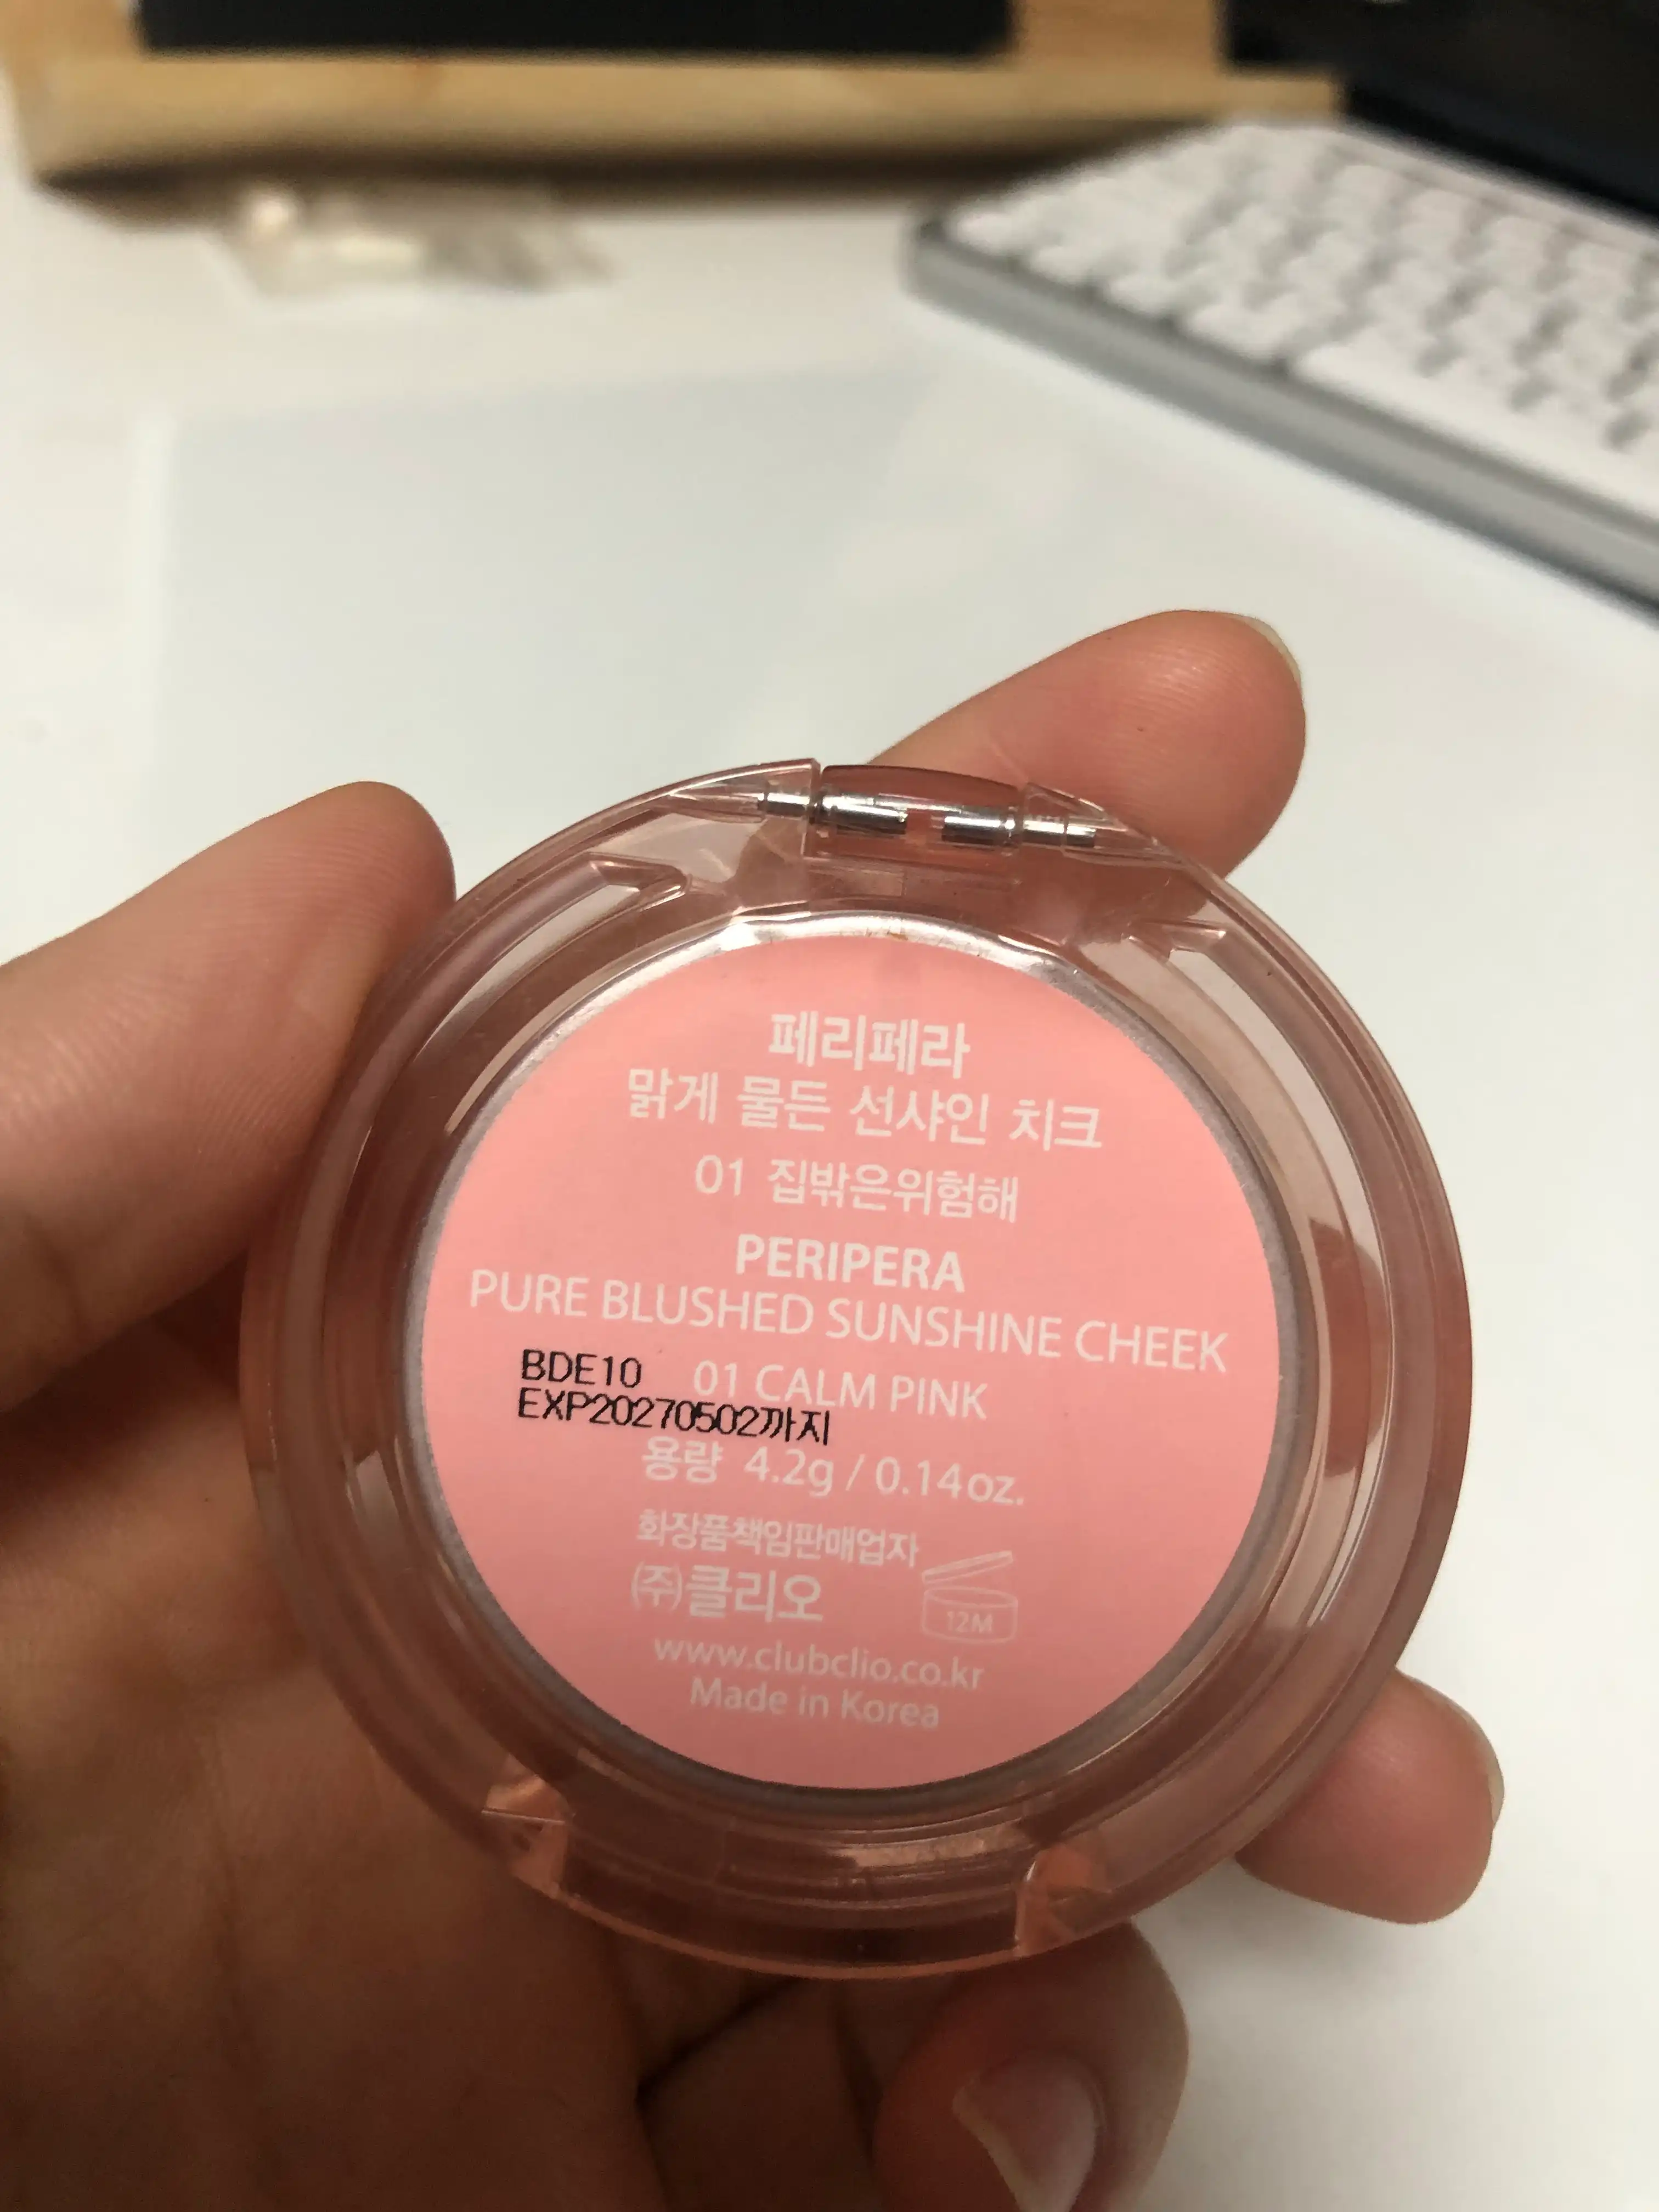 페리페라
맑게 물든 선샤인 치크
01 집밖은위험해
PERIPERA
PURE BLUSHED SUNSHINE CHEEK
BDE10
01 CALM PINK
EXP20270502까지
용량 4.2g / 0.14oz.
화장품책임판매업자
㈜클리오
12M
www.clubclio.co.kr
Made in Korea